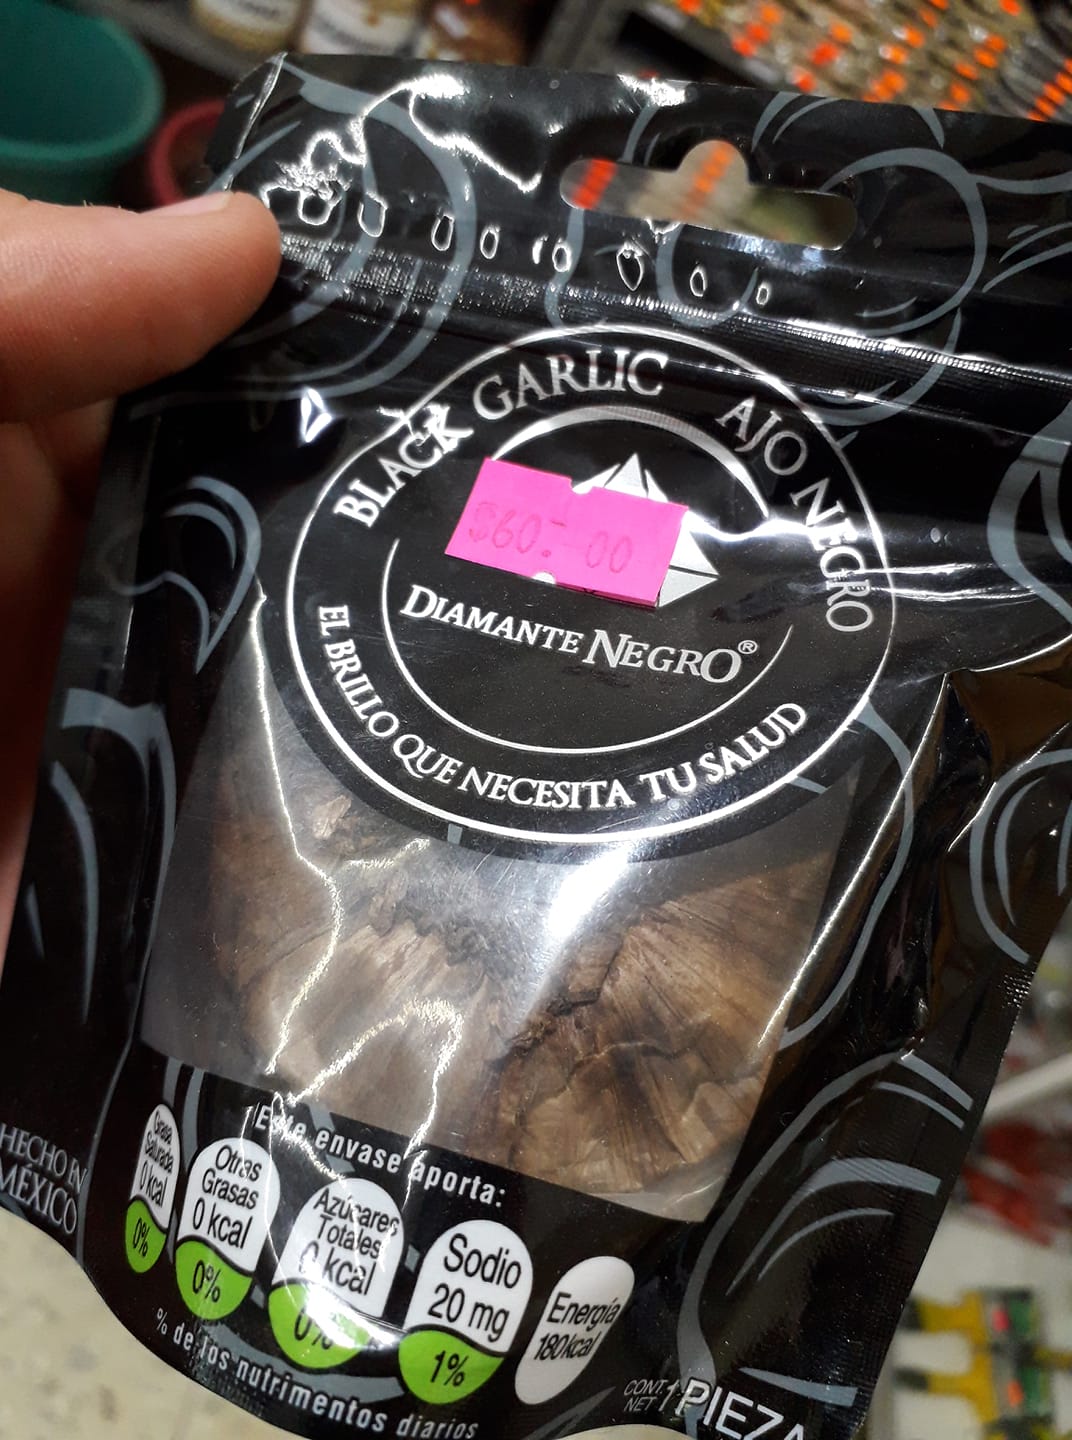 BLACK GARLIC AJO NEGRO
$60.-00
DIAMANTE NEGRO®
EL BRILLO QUE NECESITA TU SALUD
HECHO EN
MÉXICO
Este envase aporta:
Grasa
Saturada
0 kcal
0%
Otras
Grasas
0 kcal
0%
Azúcares
Totales
0 kcal
0%
Sodio
20 mg
1%
Energía
180 kcal
% de los nutrimentos diarios
CONT.
NET 1 PIEZA